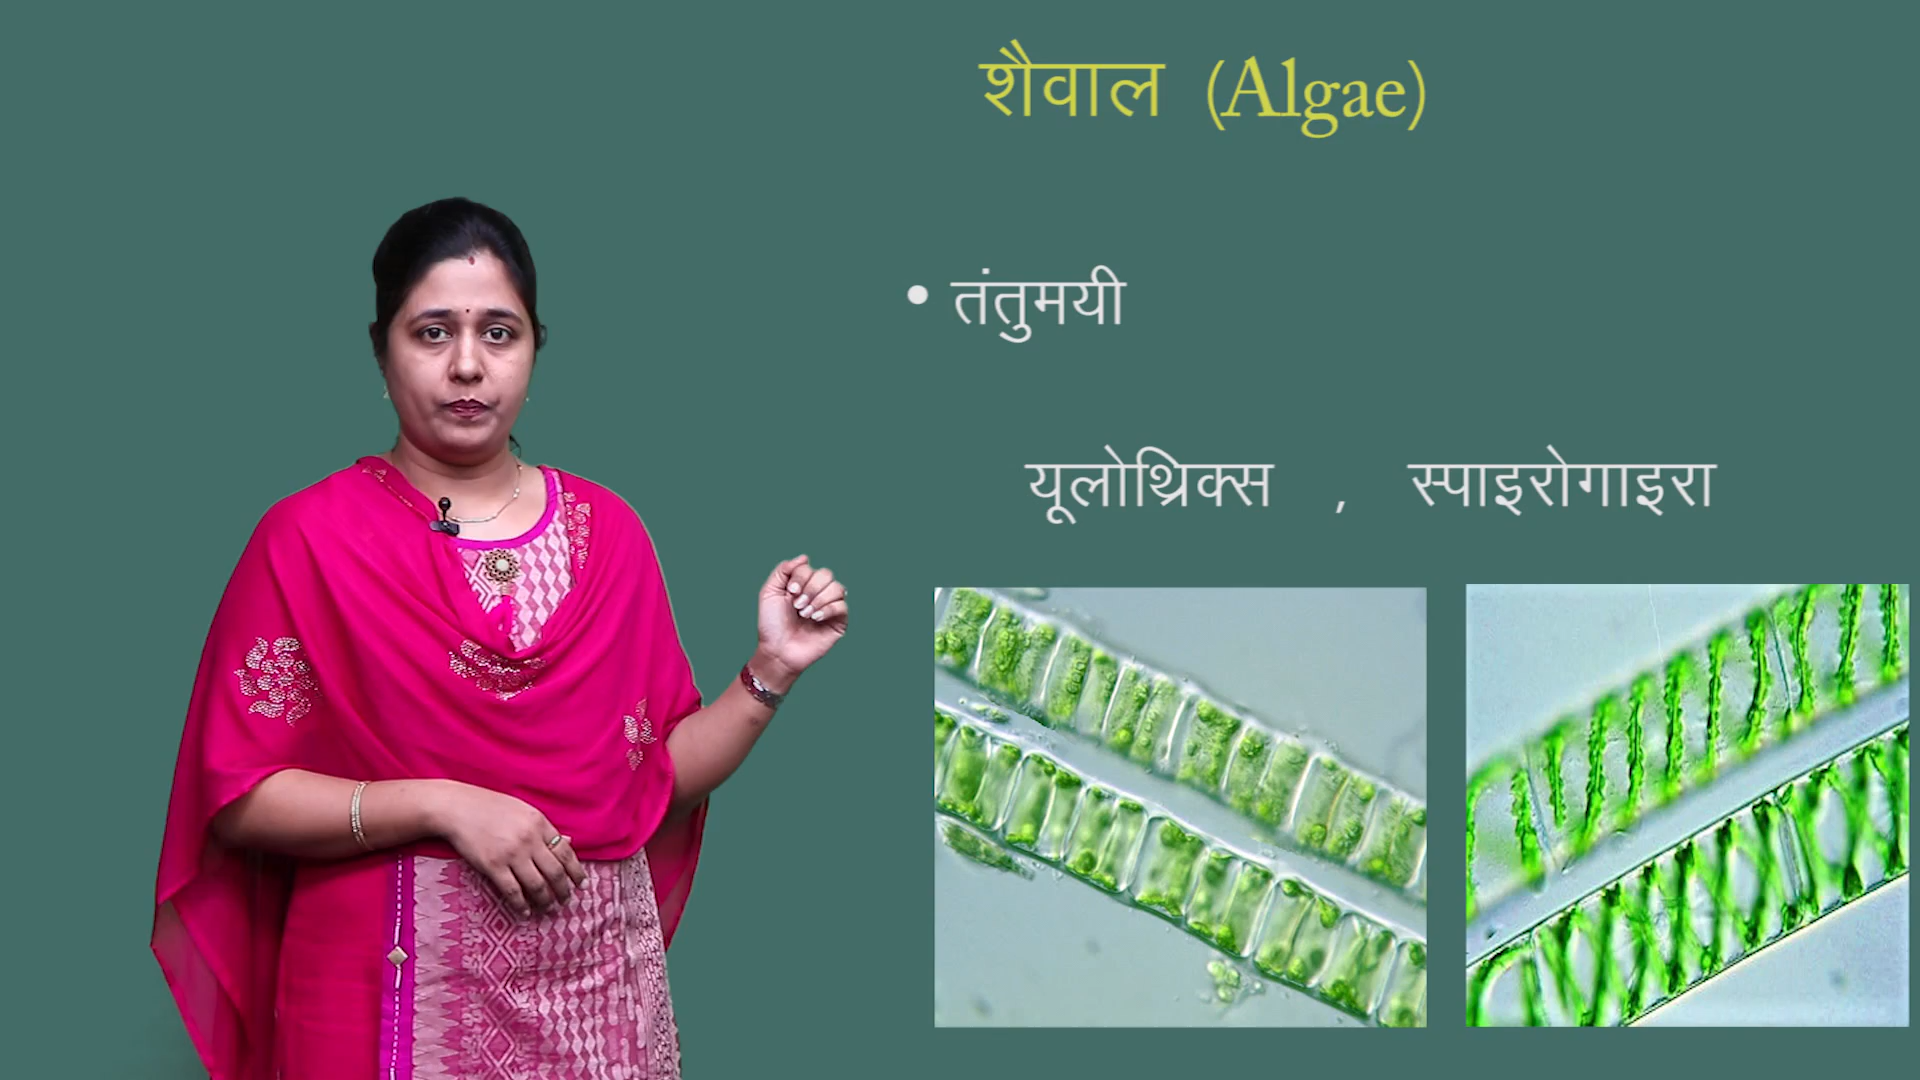 शैवाल (Algae)
• तंतुमयी
यूलोथ्रिक्स , स्पाइरोगाइरा